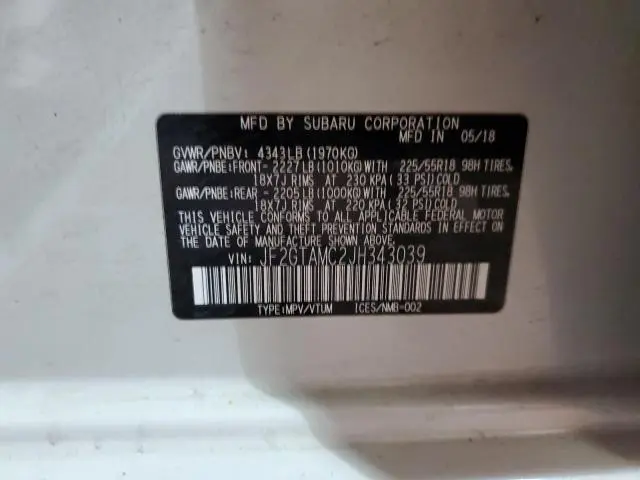 MFD BY SUBARU CORPORATION
MFD IN 05/18
GVWR/PNBV: 4343LB(1970KG)
GAWR/PNBE:FRONT- 2227LB(1010KG)WITH 225/55R18 98H TIRES,
18X7J RIMS AT 230 KPA(33 PSI)COLD
GAWR/PNBE:REAR - 2205LB(1000KG)WITH 225/55R18 98H TIRES,
18X7J RIMS AT 220 KPA(32 PSI)COLD
THIS VEHICLE CONFORMS TO ALL APPLICABLE FEDERAL MOTOR
VEHICLE SAFETY AND THEFT PREVENTION STANDARDS IN EFFECT ON
THE DATE OF MANUFACTURE SHOWN ABOVE.
VIN: JF2GTAMC2JH343039
TYPE:MPV/VTUM ICES/NMB-002